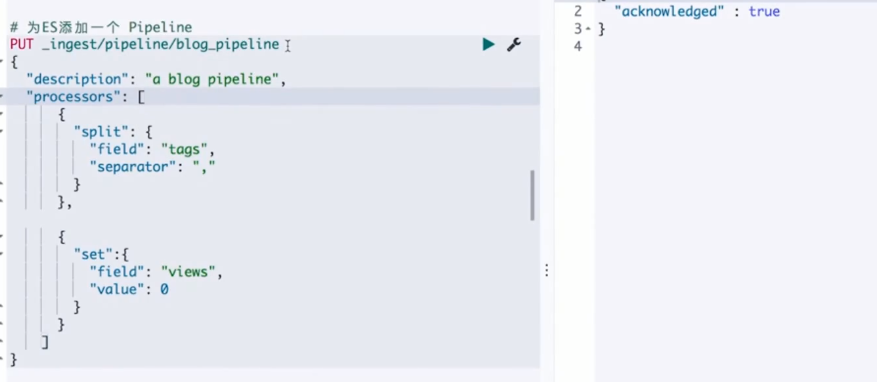 # 为ES添加一个 Pipeline
PUT _ingest/pipeline/blog_pipeline
{
"description": "a blog pipeline",
"processors": [
{
"split": {
"field": "tags",
"separator": ","
}
},
{
"set":{
"field": "views",
"value": 0
}
}
]
}
2 "acknowledged" : true
3 }
4